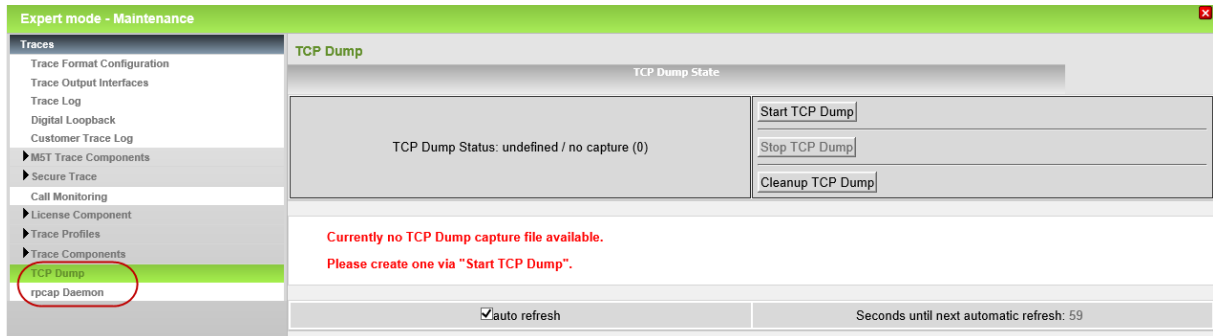 Expert mode - Maintenance
Traces
Trace Format Configuration
Trace Output Interfaces
Trace Log
Digital Loopback
Customer Trace Log
M5T Trace Components
Secure Trace
Call Monitoring
License Component
Trace Profiles
Trace Components
TCP Dump
rpcap Daemon
TCP Dump
TCP Dump State
TCP Dump Status: undefined / no capture (0)
Start TCP Dump
Stop TCP Dump
Cleanup TCP Dump
Currently no TCP Dump capture file available.
Please create one via "Start TCP Dump".
auto refresh
Seconds until next automatic refresh: 59